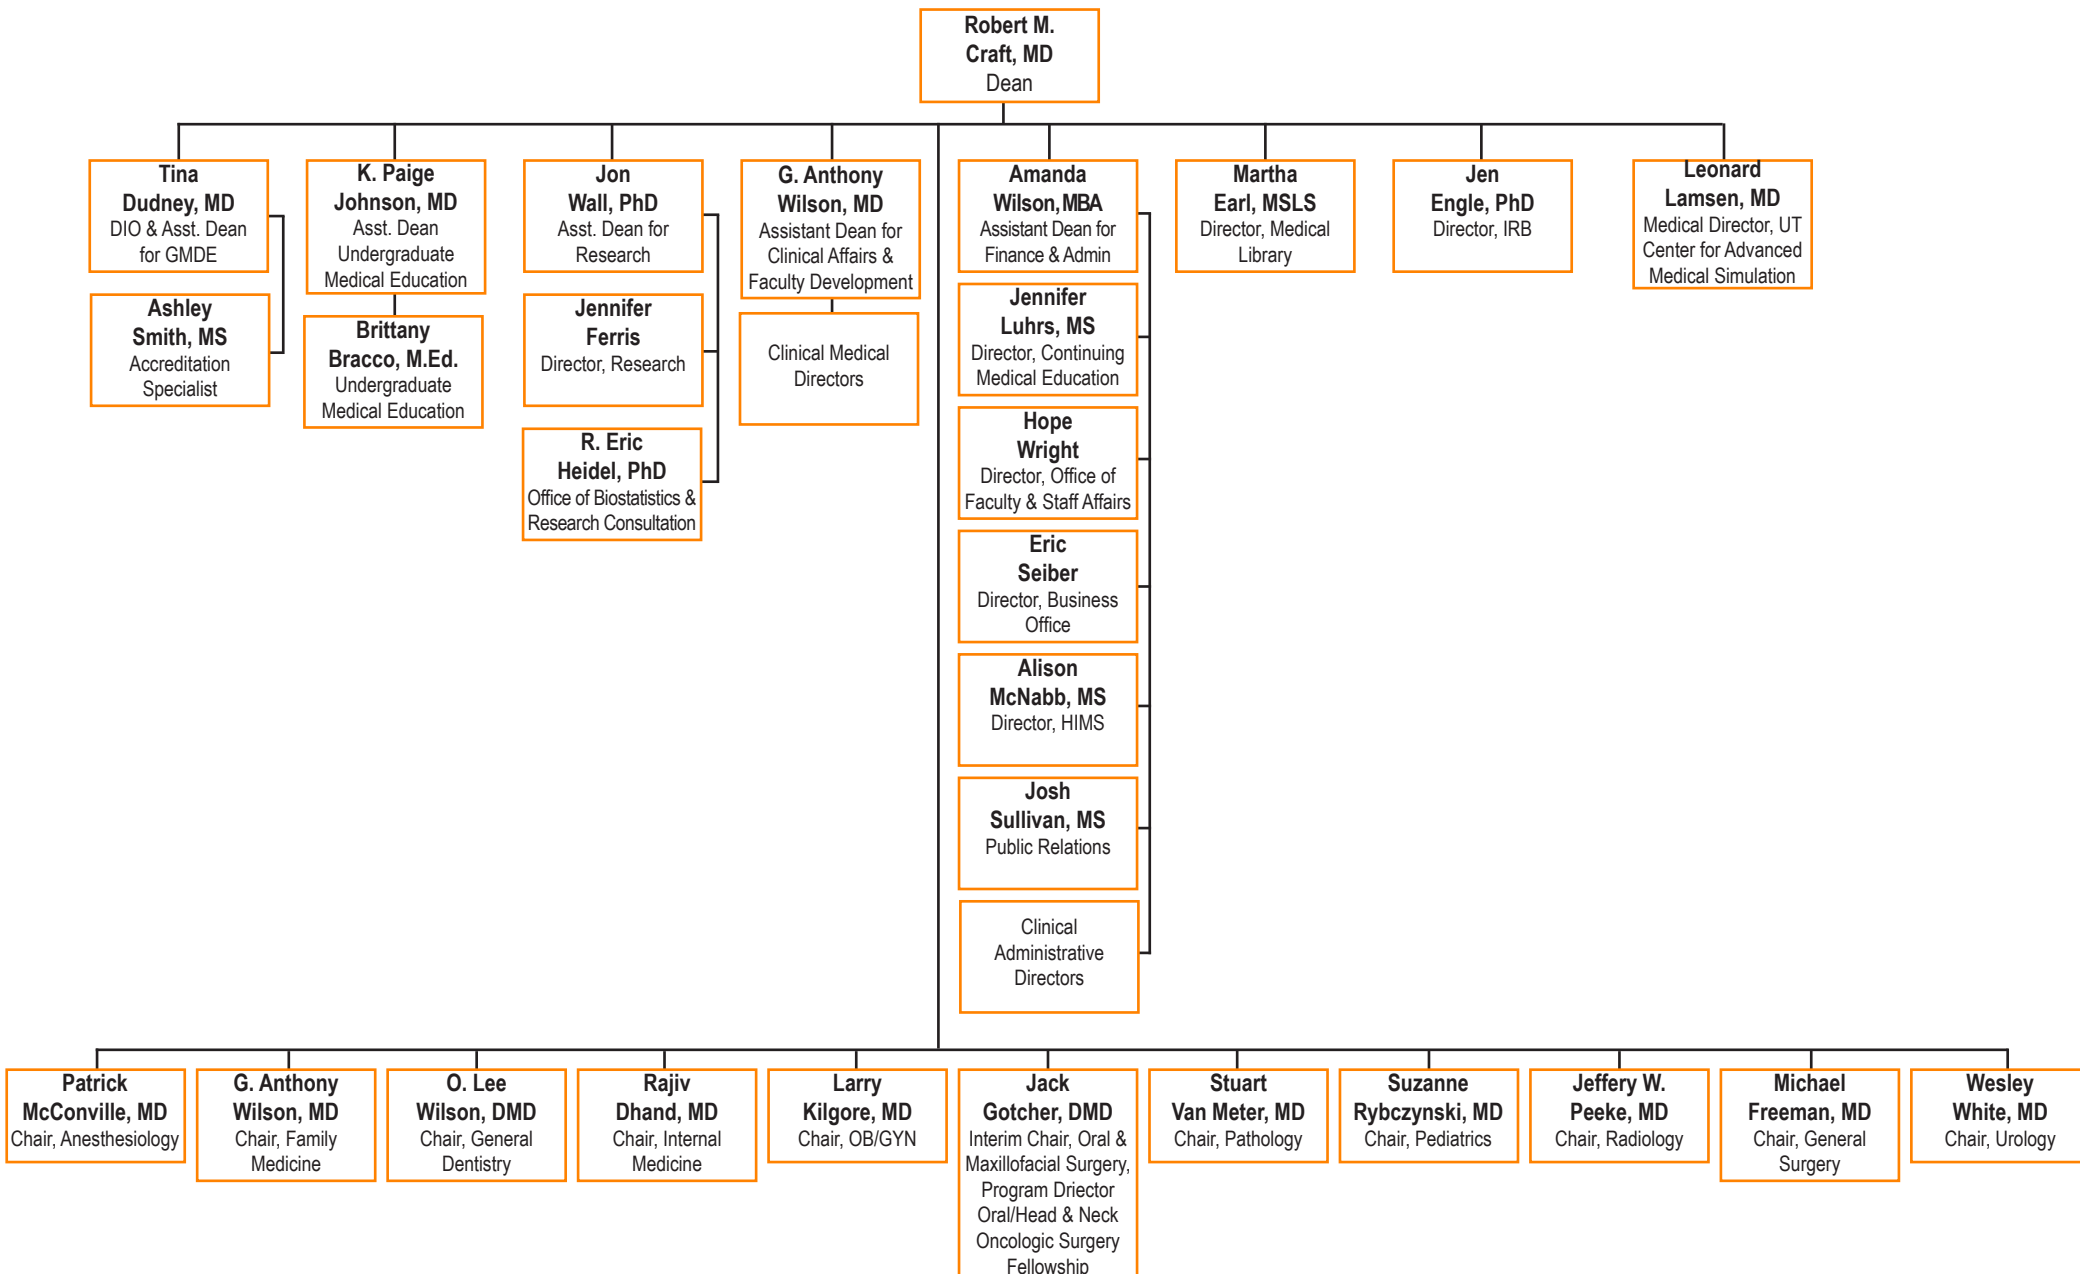 Robert M.
Craft, MD
Dean
Tina
Dudney, MD
DIO & Asst. Dean
for GMDE
K. Paige
Johnson, MD
Asst. Dean
Undergraduate
Medical Education
Jon
Wall, PhD
Asst. Dean for
Research
G. Anthony
Wilson, MD
Assistant Dean for
Clinical Affairs &
Faculty Development
Amanda
Wilson, MBA
Assistant Dean for
Finance & Admin
Martha
Earl, MSLS
Director, Medical
Library
Jen
Engle, PhD
Director, IRB
Leonard
Lamsen, MD
Medical Director, UT
Center for Advanced
Medical Simulation
Ashley
Smith, MS
Accreditation
Specialist
Brittany
Bracco, M.Ed.
Undergraduate
Medical Education
Jennifer
Ferris
Director, Research
Clinical Medical
Directors
Jennifer
Luhrs, MS
Director, Continuing
Medical Education
R. Eric
Heidel, PhD
Office of Biostatistics &
Research Consultation
Hope
Wright
Director, Office of
Faculty & Staff Affairs
Eric
Seiber
Director, Business
Office
Alison
McNabb, MS
Director, HIMS
Josh
Sullivan, MS
Public Relations
Clinical
Administrative
Directors
Patrick
McConville, MD
Chair, Anesthesiology
G. Anthony
Wilson, MD
Chair, Family
Medicine
O. Lee
Wilson, DMD
Chair, General
Dentistry
Rajiv
Dhand, MD
Chair, Internal
Medicine
Larry
Kilgore, MD
Chair, OB/GYN
Jack
Gotcher, DMD
Interim Chair, Oral &
Maxillofacial Surgery,
Program Driector
Oral/Head & Neck
Oncologic Surgery
Fellowship
Stuart
Van Meter, MD
Chair, Pathology
Suzanne
Rybczynski, MD
Chair, Pediatrics
Jeffery W.
Peeke, MD
Chair, Radiology
Michael
Freeman, MD
Chair, General
Surgery
Wesley
White, MD
Chair, Urology